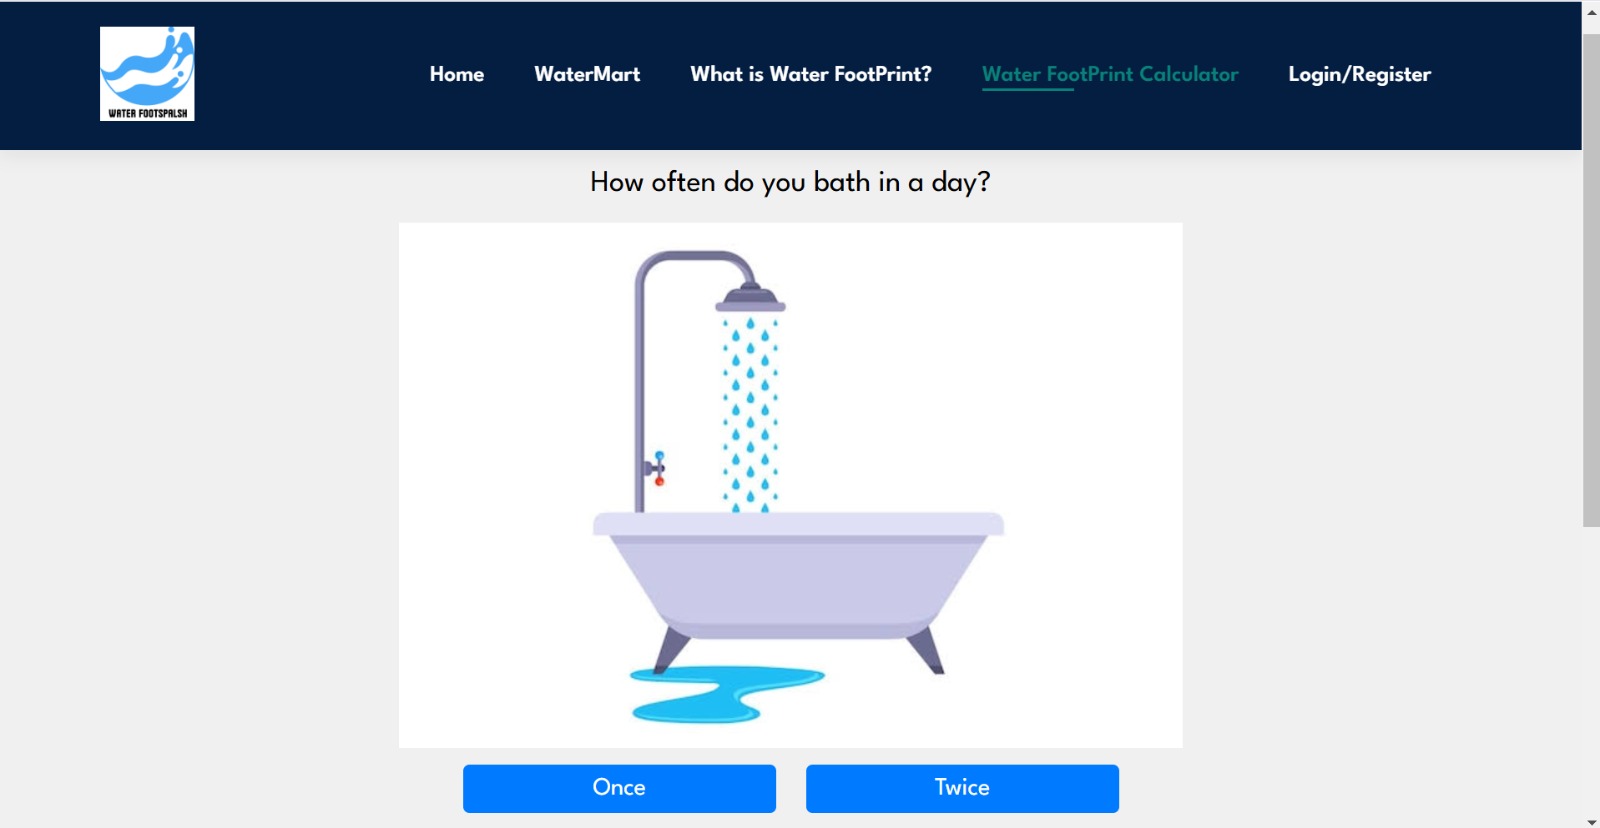 WATER FOOTSPALSH
Home WaterMart What is Water FootPrint? Water FootPrint Calculator Login/Register
How often do you bath in a day?
Once Twice